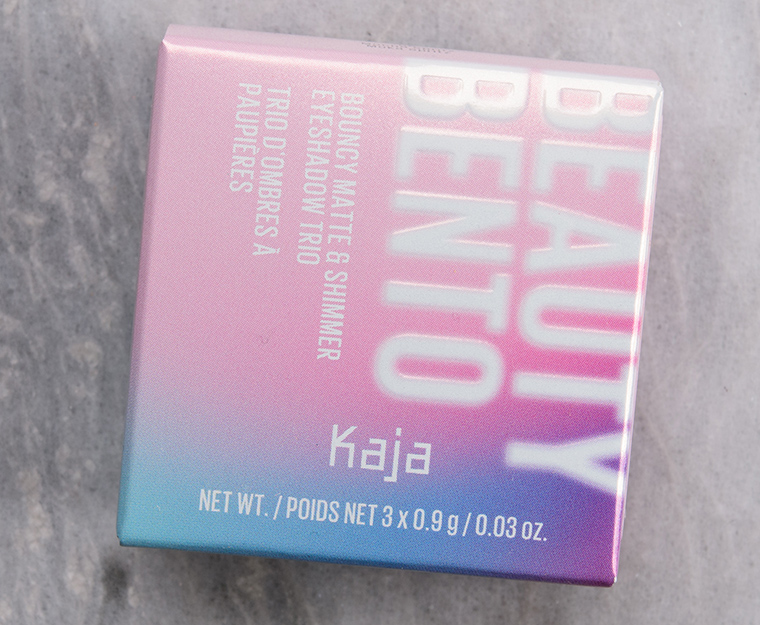 BEAUTY
BENTO
BOUNCY MATTE & SHIMMER
EYESHADOW TRIO
TRIO D'OMBRES À
PAUPIÈRES
Kaja
NET WT. / POIDS NET 3 x 0.9 g / 0.03 oz.